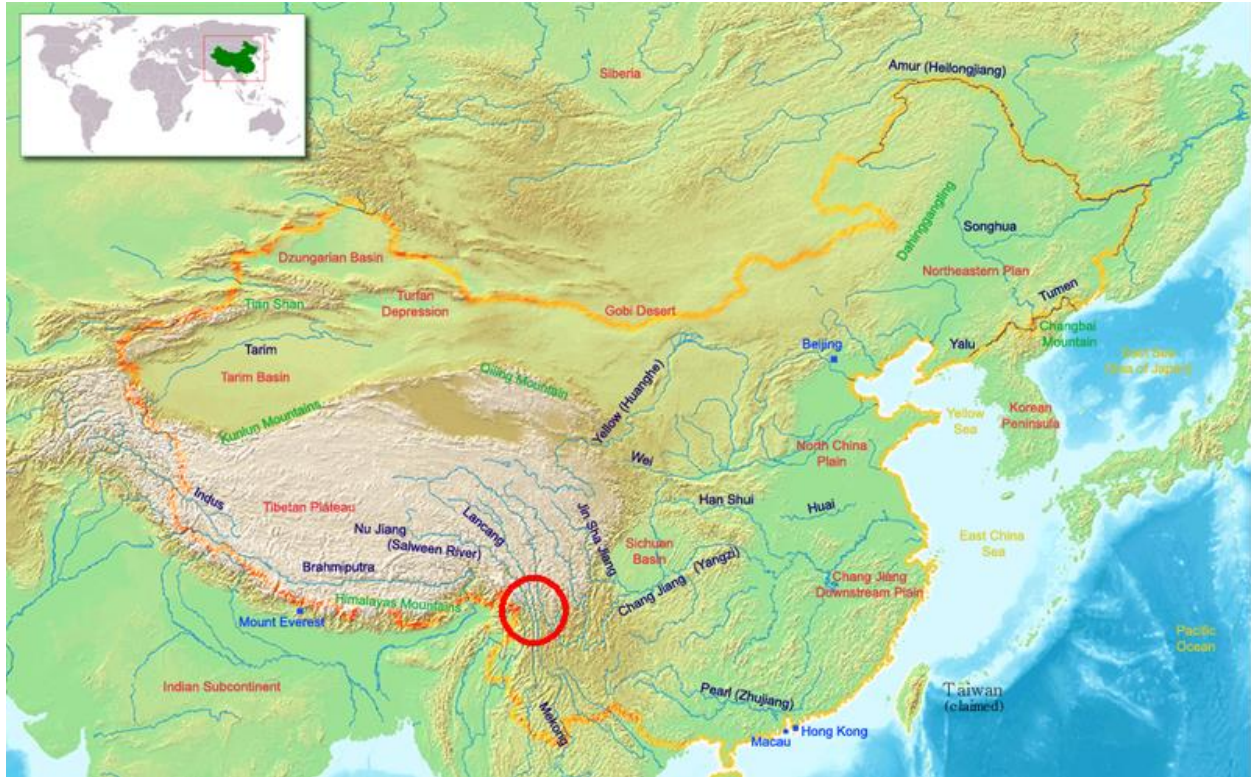 Siberia
Amur (Heilongjiang)
Dahinggangling
Songhua
Dzungarian Basin
Northeastern Plan
Turfan
Depression
Tian Shan
Gobi Desert
Tumen
Changbai
Mountain
Tarim
Beijing
Yalu
East Sea
(Sea of Japan)
Tarim Basin
Qiling Mountain
Kunlun Mountains
Yellow (Huanghe)
Yellow
Sea
Korean
Peninsula
North China
Plain
Wei
Indus
Tibetan Plateau
Lancang
Jin Sha Jiang
Han Shui
Huai
Nu Jiang
(Salween River)
Sichuan
Basin
East China
Sea
Brahmiputra
Chang Jiang (Yangzi)
Chang Jiang
Downstream Plain
Himalayas Mountains
Mount Everest
Pacific
Ocean
Indian Subcontinent
Mekong
Pearl (Zhujiang)
Taiwan
(claimed)
Hong Kong
Macau